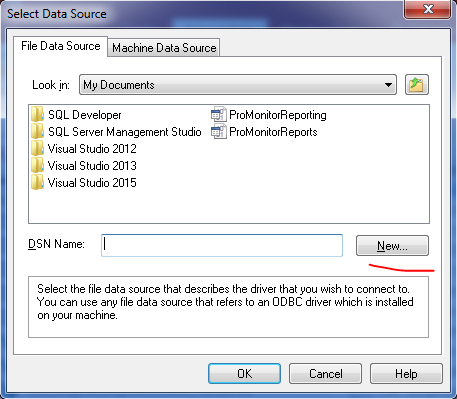 Select Data Source
File Data Source Machine Data Source
Look in: My Documents
SQL Developer ProMonitorReporting
SQL Server Management Studio ProMonitorReports
Visual Studio 2012
Visual Studio 2013
Visual Studio 2015
DSN Name: New...
Select the file data source that describes the driver that you wish to connect to.
You can use any file data source that refers to an ODBC driver which is installed
on your machine.
OK Cancel Help